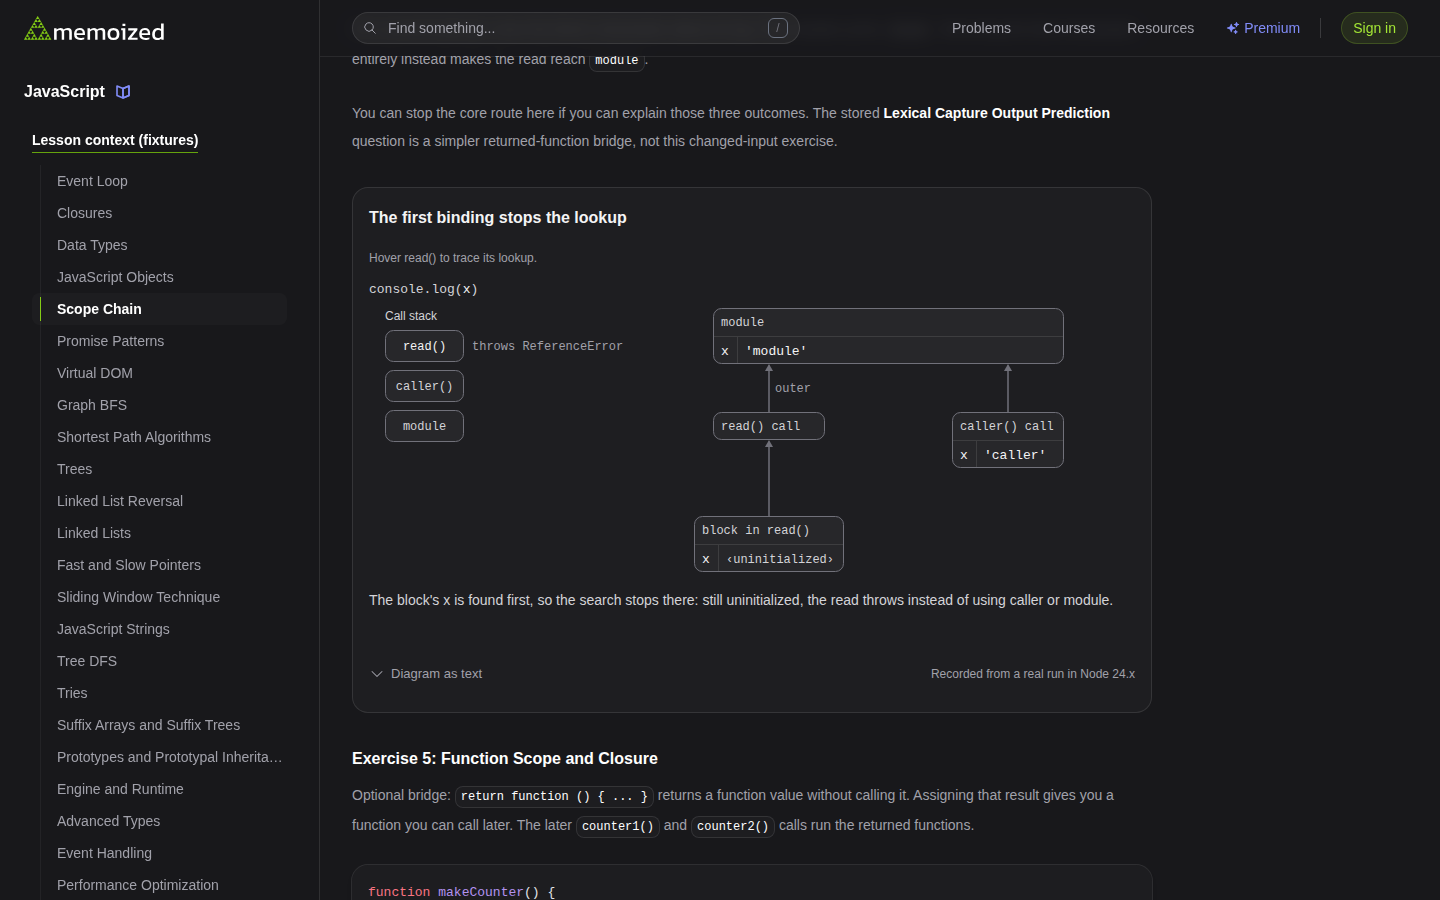 memoized
Find something...
/
Problems
Courses
Resources
Premium
Sign in
JavaScript
Lesson context (fixtures)
Event Loop
Closures
Data Types
JavaScript Objects
Scope Chain
Promise Patterns
Virtual DOM
Graph BFS
Shortest Path Algorithms
Trees
Linked List Reversal
Linked Lists
Fast and Slow Pointers
Sliding Window Technique
JavaScript Strings
Tree DFS
Tries
Suffix Arrays and Suffix Trees
Prototypes and Prototypal Inherita…
Engine and Runtime
Advanced Types
Event Handling
Performance Optimization
entirely instead makes the read reach module.
You can stop the core route here if you can explain those three outcomes. The stored Lexical Capture Output Prediction
question is a simpler returned-function bridge, not this changed-input exercise.
The first binding stops the lookup
Hover read() to trace its lookup.
console.log(x)
Call stack
read()
throws ReferenceError
caller()
module
module
x 'module'
outer
read() call
caller() call
x 'caller'
block in read()
x ‹uninitialized›
The block's x is found first, so the search stops there: still uninitialized, the read throws instead of using caller or module.
Diagram as text
Recorded from a real run in Node 24.x
Exercise 5: Function Scope and Closure
Optional bridge: return function () { ... } returns a function value without calling it. Assigning that result gives you a
function you can call later. The later counter1() and counter2() calls run the returned functions.
function makeCounter() {